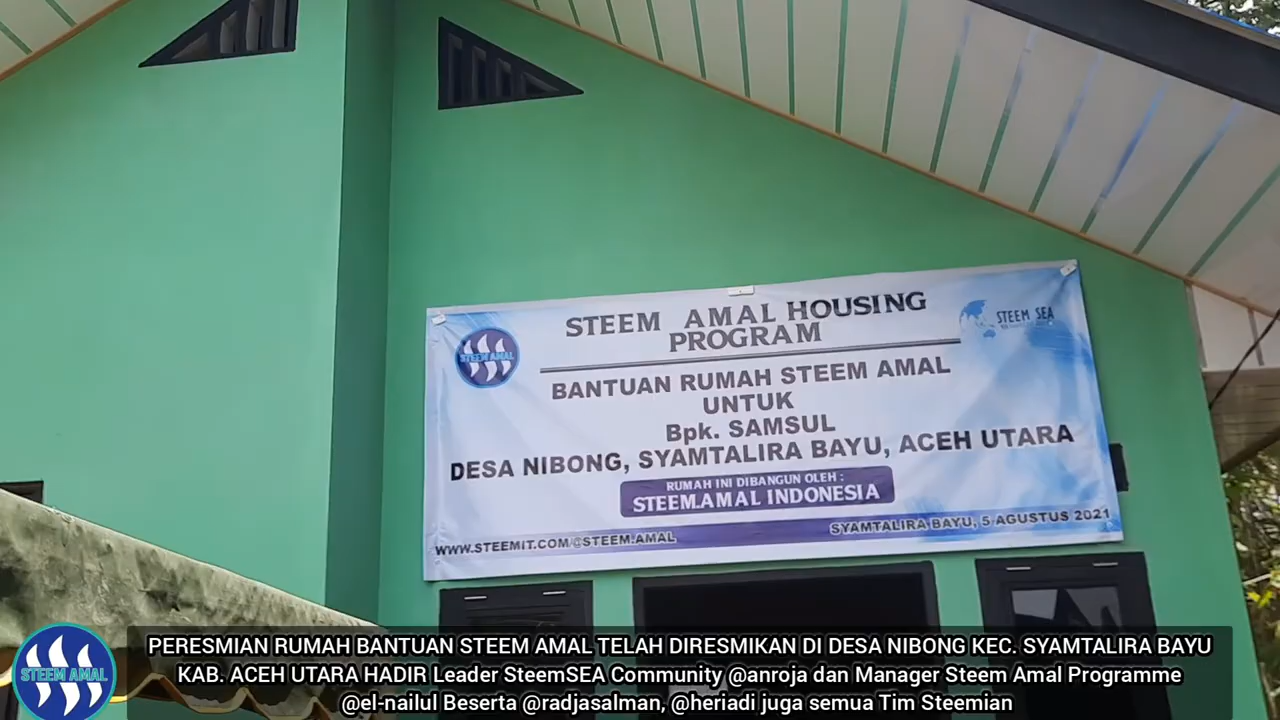 STEEM AMAL HOUSING
PROGRAM
STEEM AMAL
STEEM SEA
BANTUAN RUMAH STEEM AMAL
UNTUK
Bpk. SAMSUL
DESA NIBONG, SYAMTALIRA BAYU, ACEH UTARA
RUMAH INI DIBANGUN OLEH :
STEEM.AMAL INDONESIA
WWW.STEEMIT.COM/@STEEM.AMAL
SYAMTALIRA BAYU, 5 AGUSTUS 2021
STEEM AMAL
PERESMIAN RUMAH BANTUAN STEEM AMAL TELAH DIRESMIKAN DI DESA NIBONG KEC. SYAMTALIRA BAYU
KAB. ACEH UTARA HADIR Leader SteemSEA Community @anroja dan Manager Steem Amal Programme
@el-nailul Beserta @radjasalman, @heriadi juga semua Tim Steemian